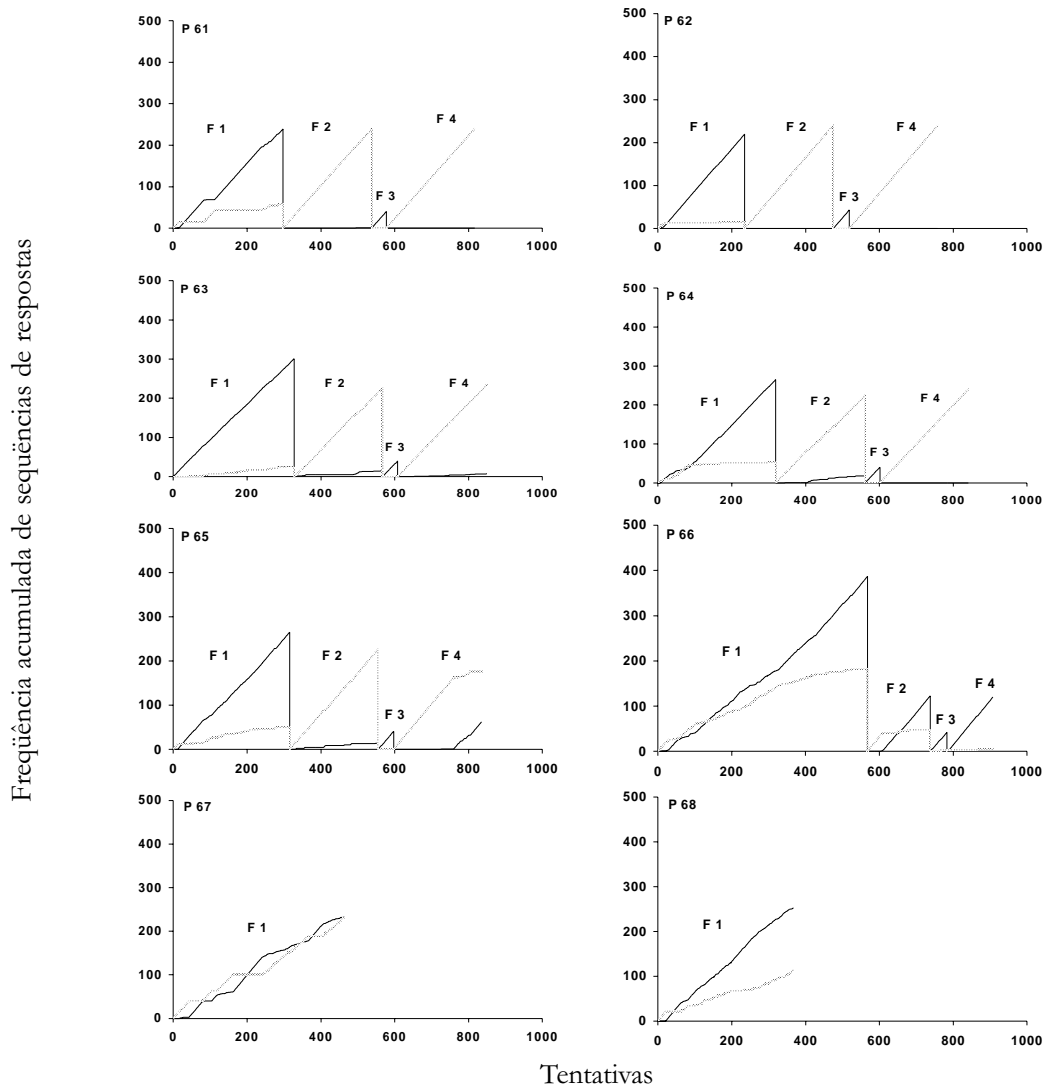 Freqüência acumulada de seqüências de respostas
P 61
500
400
300
200
100
0
F 1
F 2
F 3
F 4
0 200 400 600 800 1000
P 62
500
400
300
200
100
0
F 1
F 2
F 3
F 4
0 200 400 600 800 1000
P 63
500
400
300
200
100
0
F 1
F 2
F 3
F 4
0 200 400 600 800 1000
P 64
500
400
300
200
100
0
F 1
F 2
F 3
F 4
0 200 400 600 800 1000
P 65
500
400
300
200
100
0
F 1
F 2
F 3
F 4
0 200 400 600 800 1000
P 66
500
400
300
200
100
0
F 1
F 2
F 3
F 4
0 200 400 600 800 1000
P 67
500
400
300
200
100
0
F 1
0 200 400 600 800 1000
P 68
500
400
300
200
100
0
F 1
0 200 400 600 800 1000
Tentativas